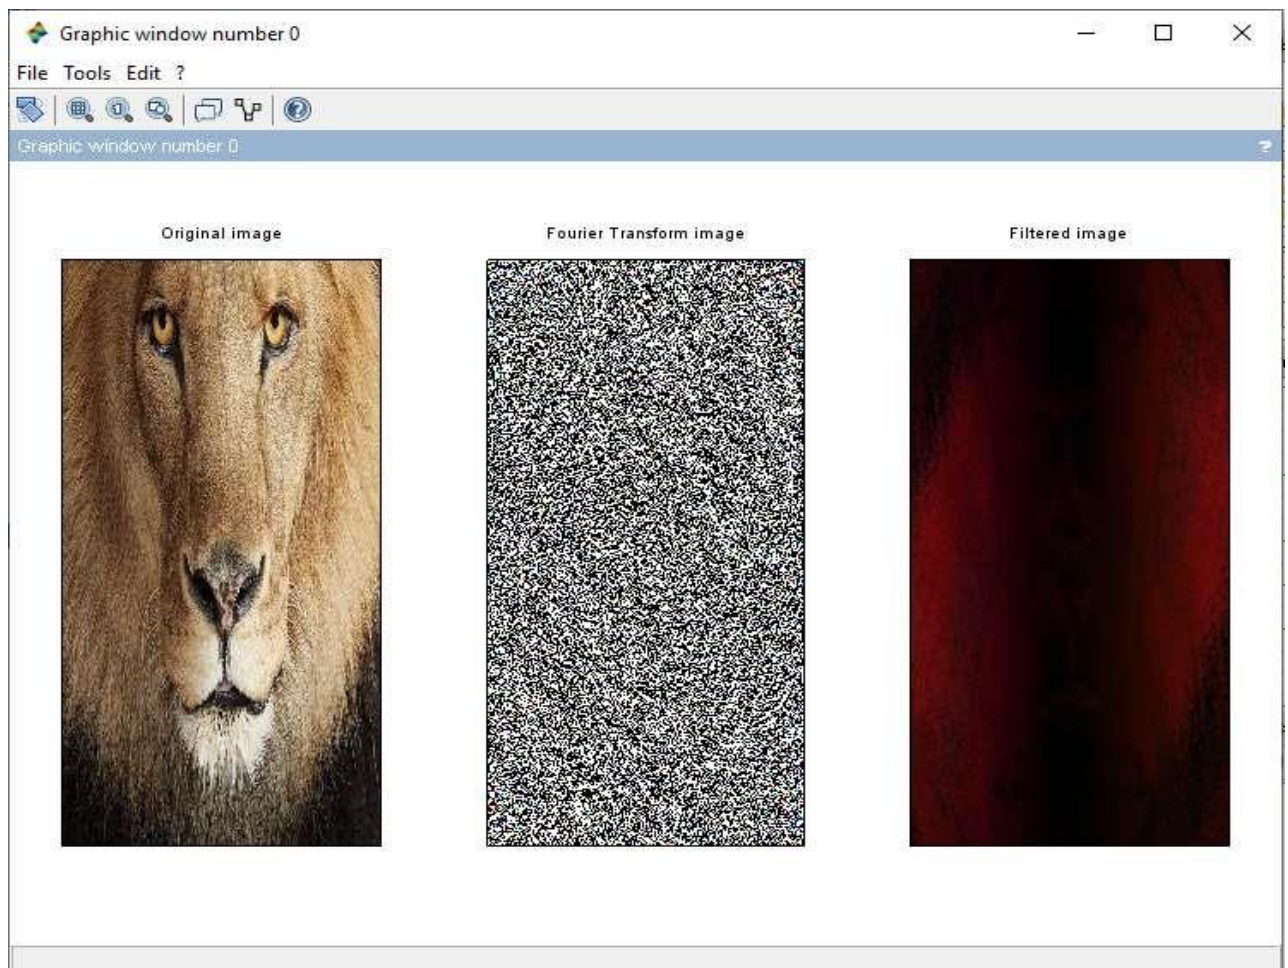 Graphic window number 0
File Tools Edit ?
Graphic window number 0 ?
Original image
Fourier Transform image
Filtered image